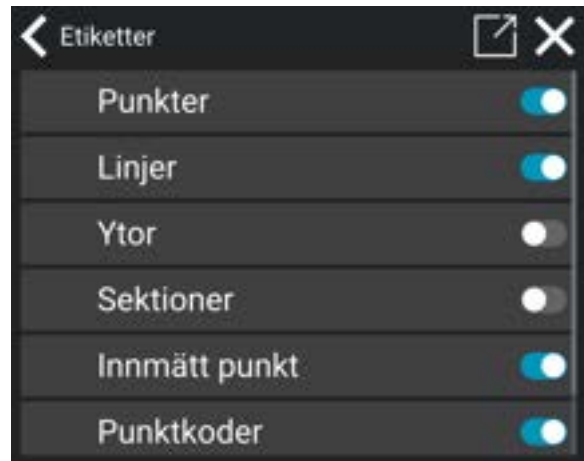 Etiketter
Punkter
Linjer
Ytor
Sektioner
Innmätt punkt
Punktkoder